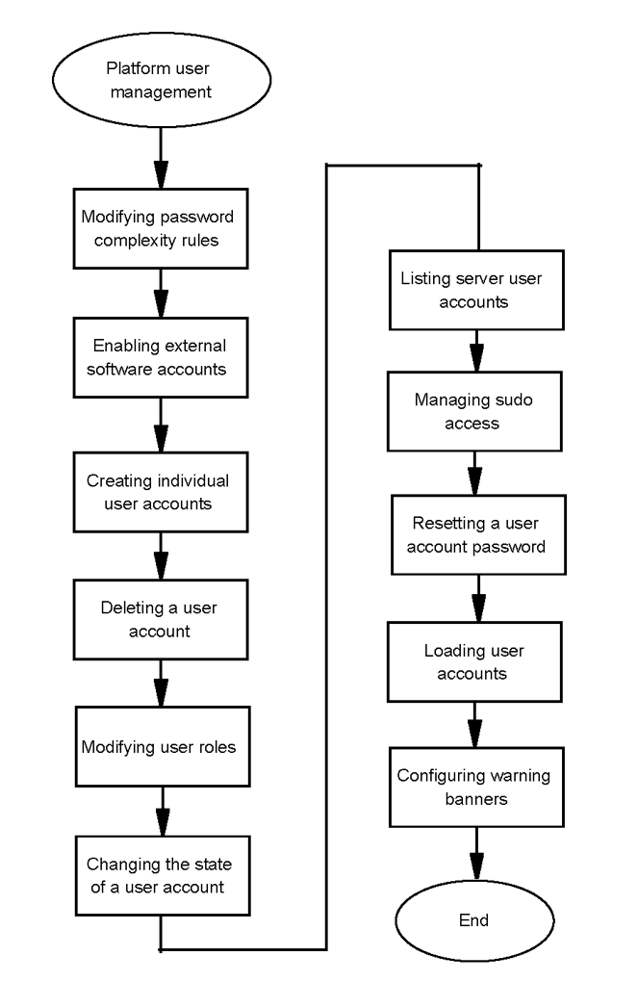 Platform user
management
Modifying password
complexity rules
Enabling external
software accounts
Creating individual
user accounts
Deleting a user
account
Modifying user roles
Changing the state
of a user account
Listing server user
accounts
Managing sudo
access
Resetting a user
account password
Loading user
accounts
Configuring warning
banners
End